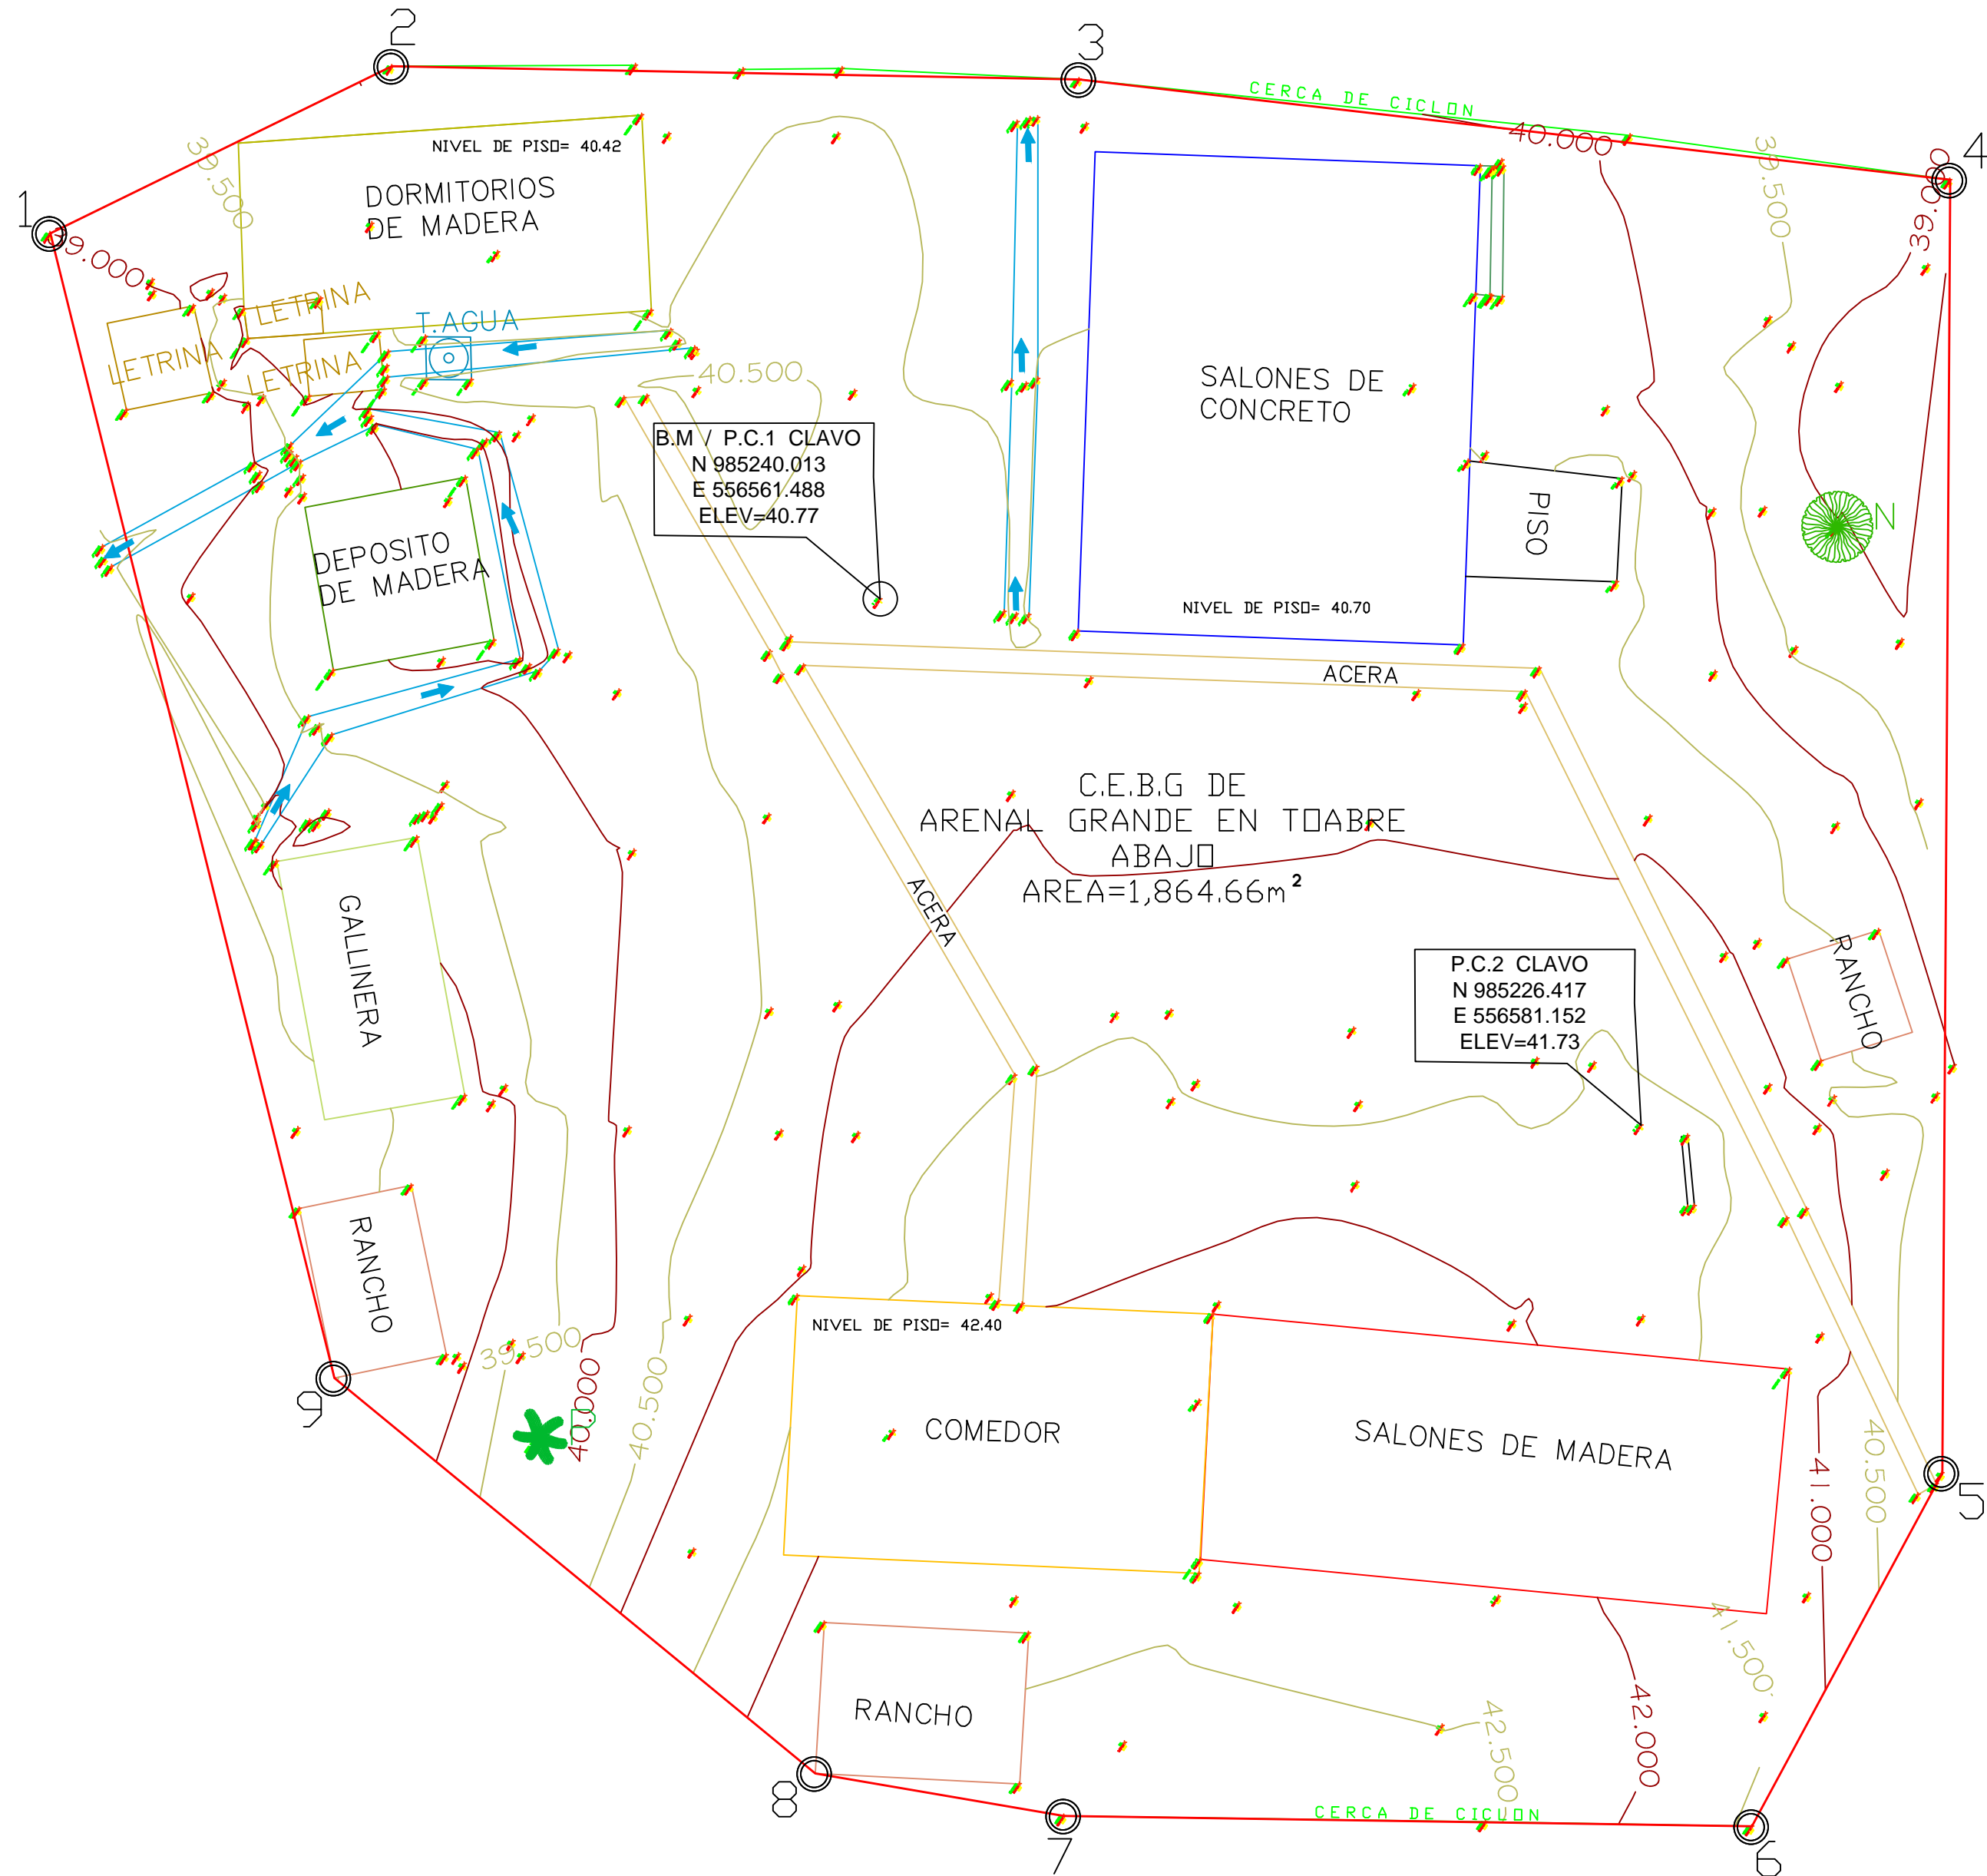 2
3
CERCA DE CICLON
40.000
39.500
39.000
4
1
39.500
39.000
NIVEL DE PISO= 40.42
DORMITORIOS
DE MADERA
LETRINA
LETRINA
LETRINA
T.AGUA
40.500
SALONES DE
CONCRETO
B.M / P.C.1 CLAVO
N 985240.013
E 556561.488
ELEV=40.77
PISO
N
DEPOSITO
DE MADERA
NIVEL DE PISO= 40.70
ACERA
C.E.B.G DE
ARENAL GRANDE EN TOABRE
ABAJO
AREA=1,864.66m²
ACERA
GALLINERA
P.C.2 CLAVO
N 985226.417
E 556581.152
ELEV=41.73
RANCHO
RANCHO
NIVEL DE PISO= 42.40
39.500
40.000
40.500
9
COMEDOR
SALONES DE MADERA
41.000
40.500
5
41.500
RANCHO
42.500
42.000
8
7
CERCA DE CICLON
6